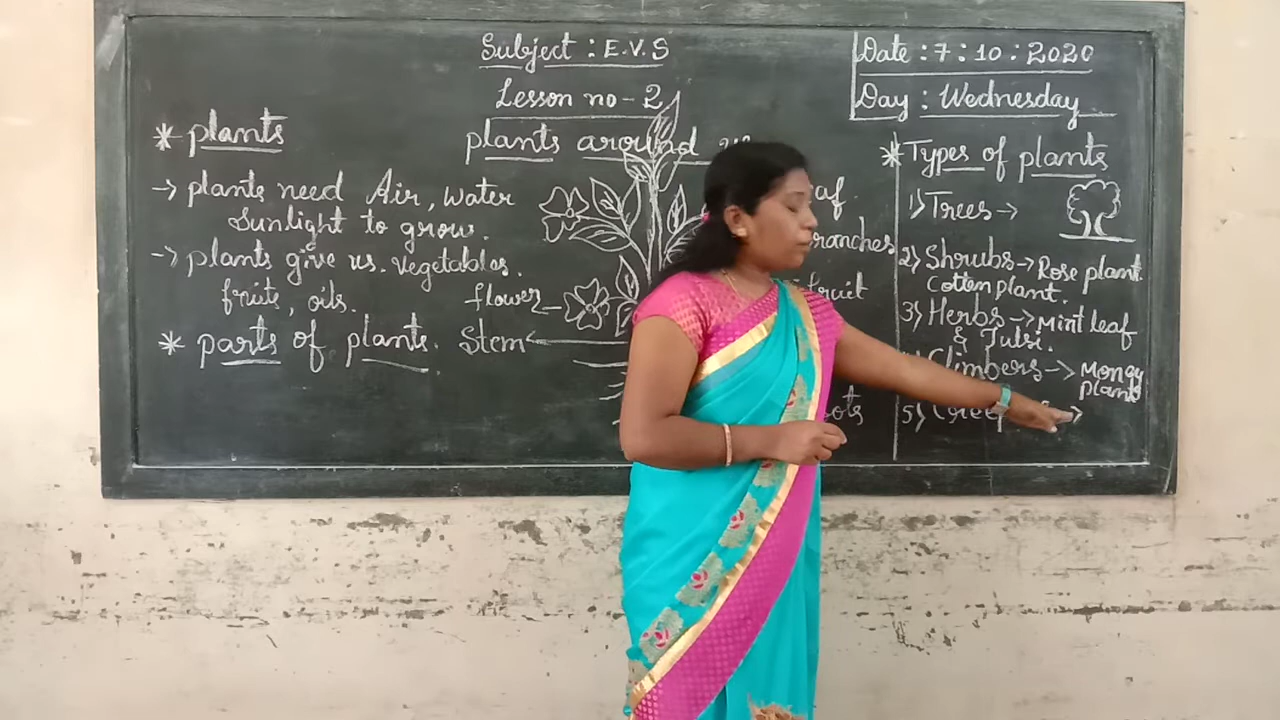 Subject : E.V.S
Lesson no - 2
plants around
Date : 7 : 10 : 2020
Day : Wednesday
* plants
-> plants need Air, Water
Sunlight to grow.
-> plants give us. Vegetables.
fruits, oils.
* parts of plants.
flower
Stem
fruit
* Types of plants
1) Trees ->
2) Shrubs -> Rose plant.
Cotten plant.
3) Herbs -> Mint leaf
& Tulsi.
Climbers -> Money
plant
5)